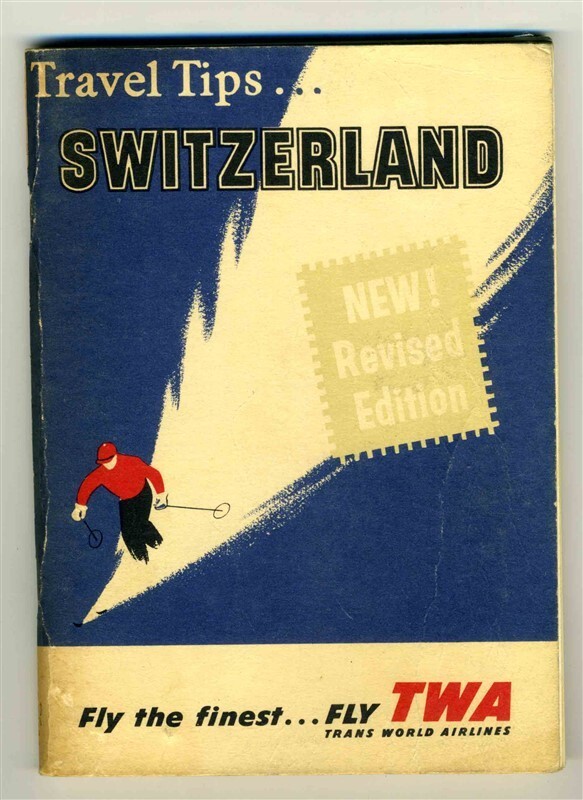 Travel Tips...
SWITZERLAND
NEW!
Revised
Edition
Fly the finest...FLY TWA
TRANS WORLD AIRLINES